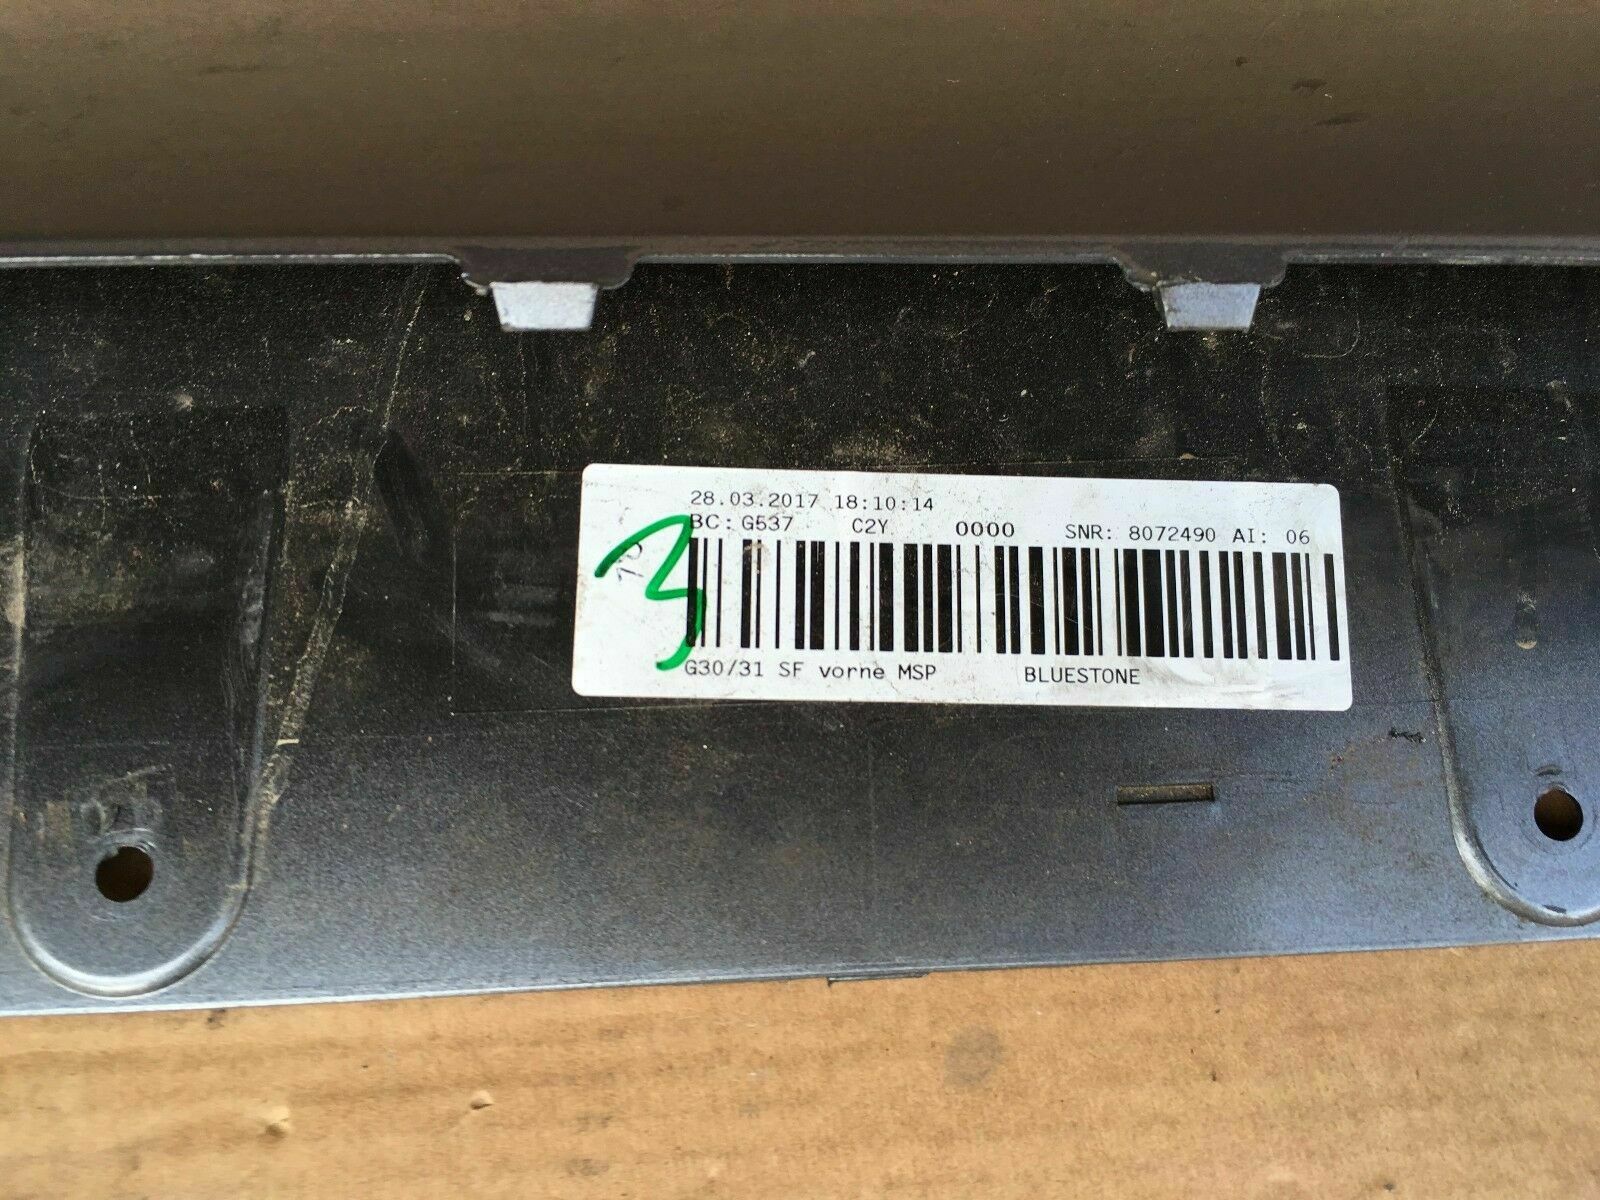 28.03.2017 18:10:14
BC: G537 C2Y 0000 SNR: 8072490 AI: 06
3
G30/31 SF vorne MSP BLUESTONE